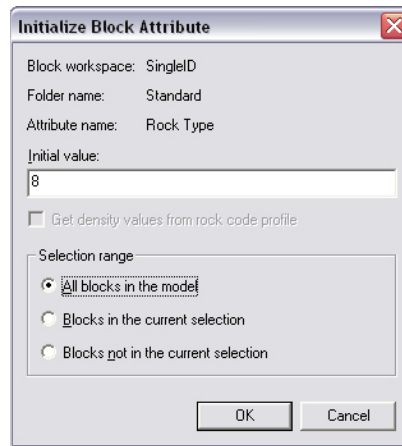 Initialize Block Attribute
Block workspace: SingleID
Folder name: Standard
Attribute name: Rock Type
Initial value:
8
Get density values from rock code profile
Selection range
All blocks in the model
Blocks in the current selection
Blocks not in the current selection
OK Cancel